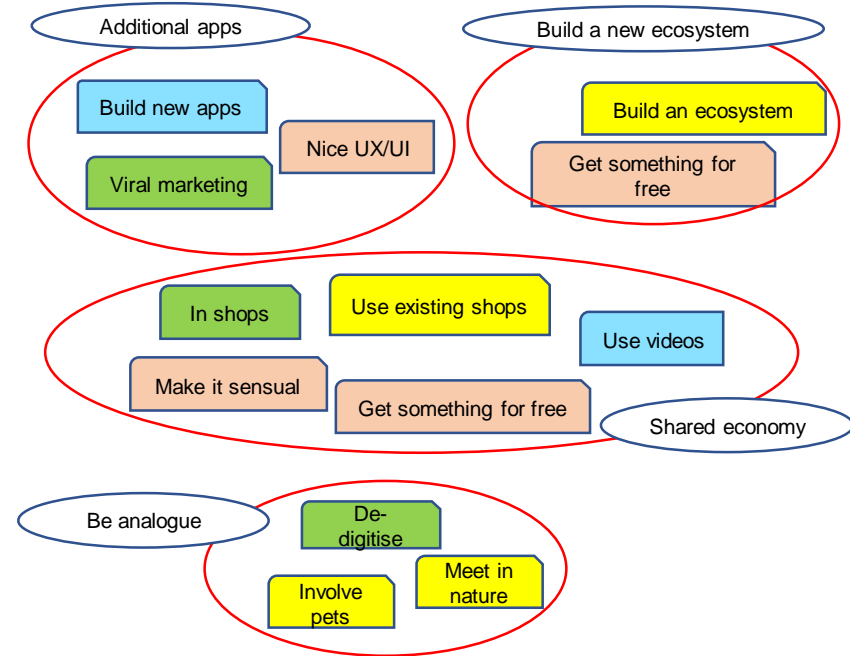 Additional apps
Build new apps
Nice UX/UI
Viral marketing
Build a new ecosystem
Build an ecosystem
Get something for
free
In shops
Use existing shops
Use videos
Make it sensual
Get something for free
Shared economy
Be analogue
De-
digitise
Meet in
nature
Involve
pets